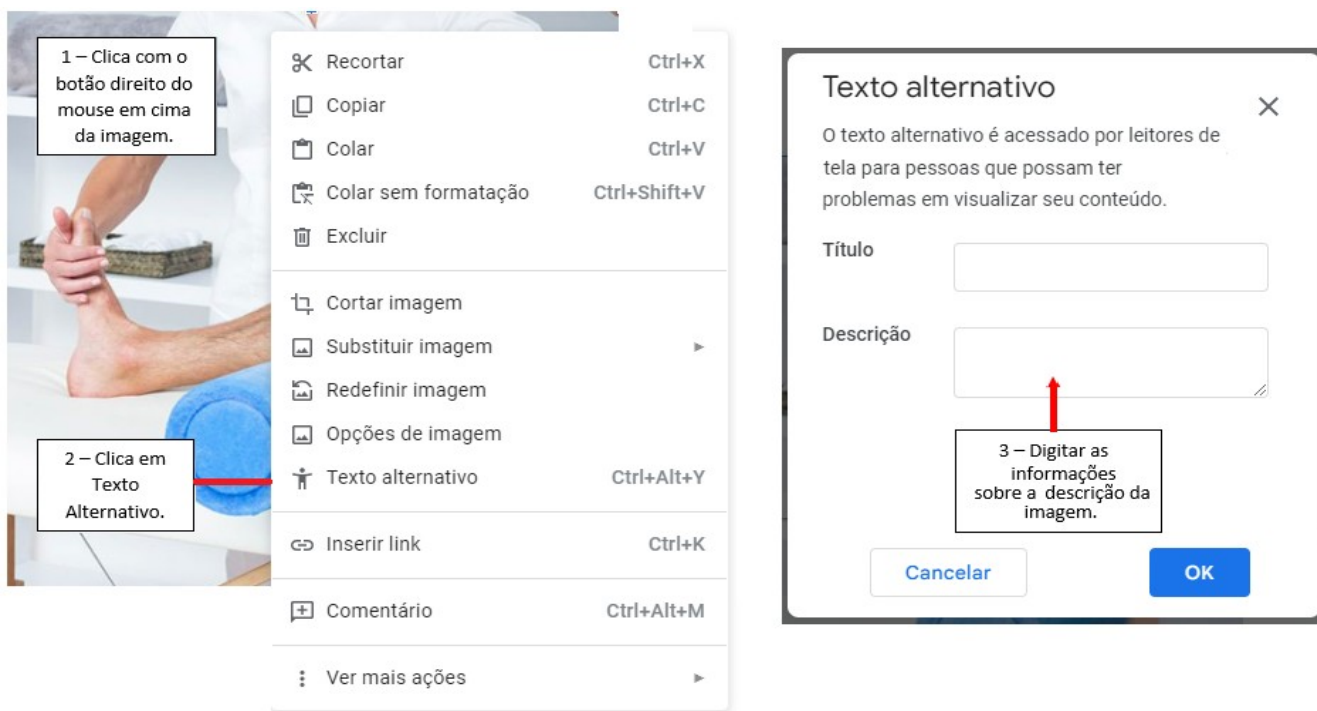 1 – Clica com o
botão direito do
mouse em cima
da imagem.
2 – Clica em
Texto
Alternativo.
Recortar Ctrl+X
Copiar Ctrl+C
Colar Ctrl+V
Colar sem formatação Ctrl+Shift+V
Excluir
Cortar imagem
Substituir imagem
Redefinir imagem
Opções de imagem
Texto alternativo Ctrl+Alt+Y
Inserir link Ctrl+K
Comentário Ctrl+Alt+M
Ver mais ações
Texto alternativo
O texto alternativo é acessado por leitores de
tela para pessoas que possam ter
problemas em visualizar seu conteúdo.
Título
Descrição
3 – Digitar as
informações
sobre a descrição da
imagem.
Cancelar OK